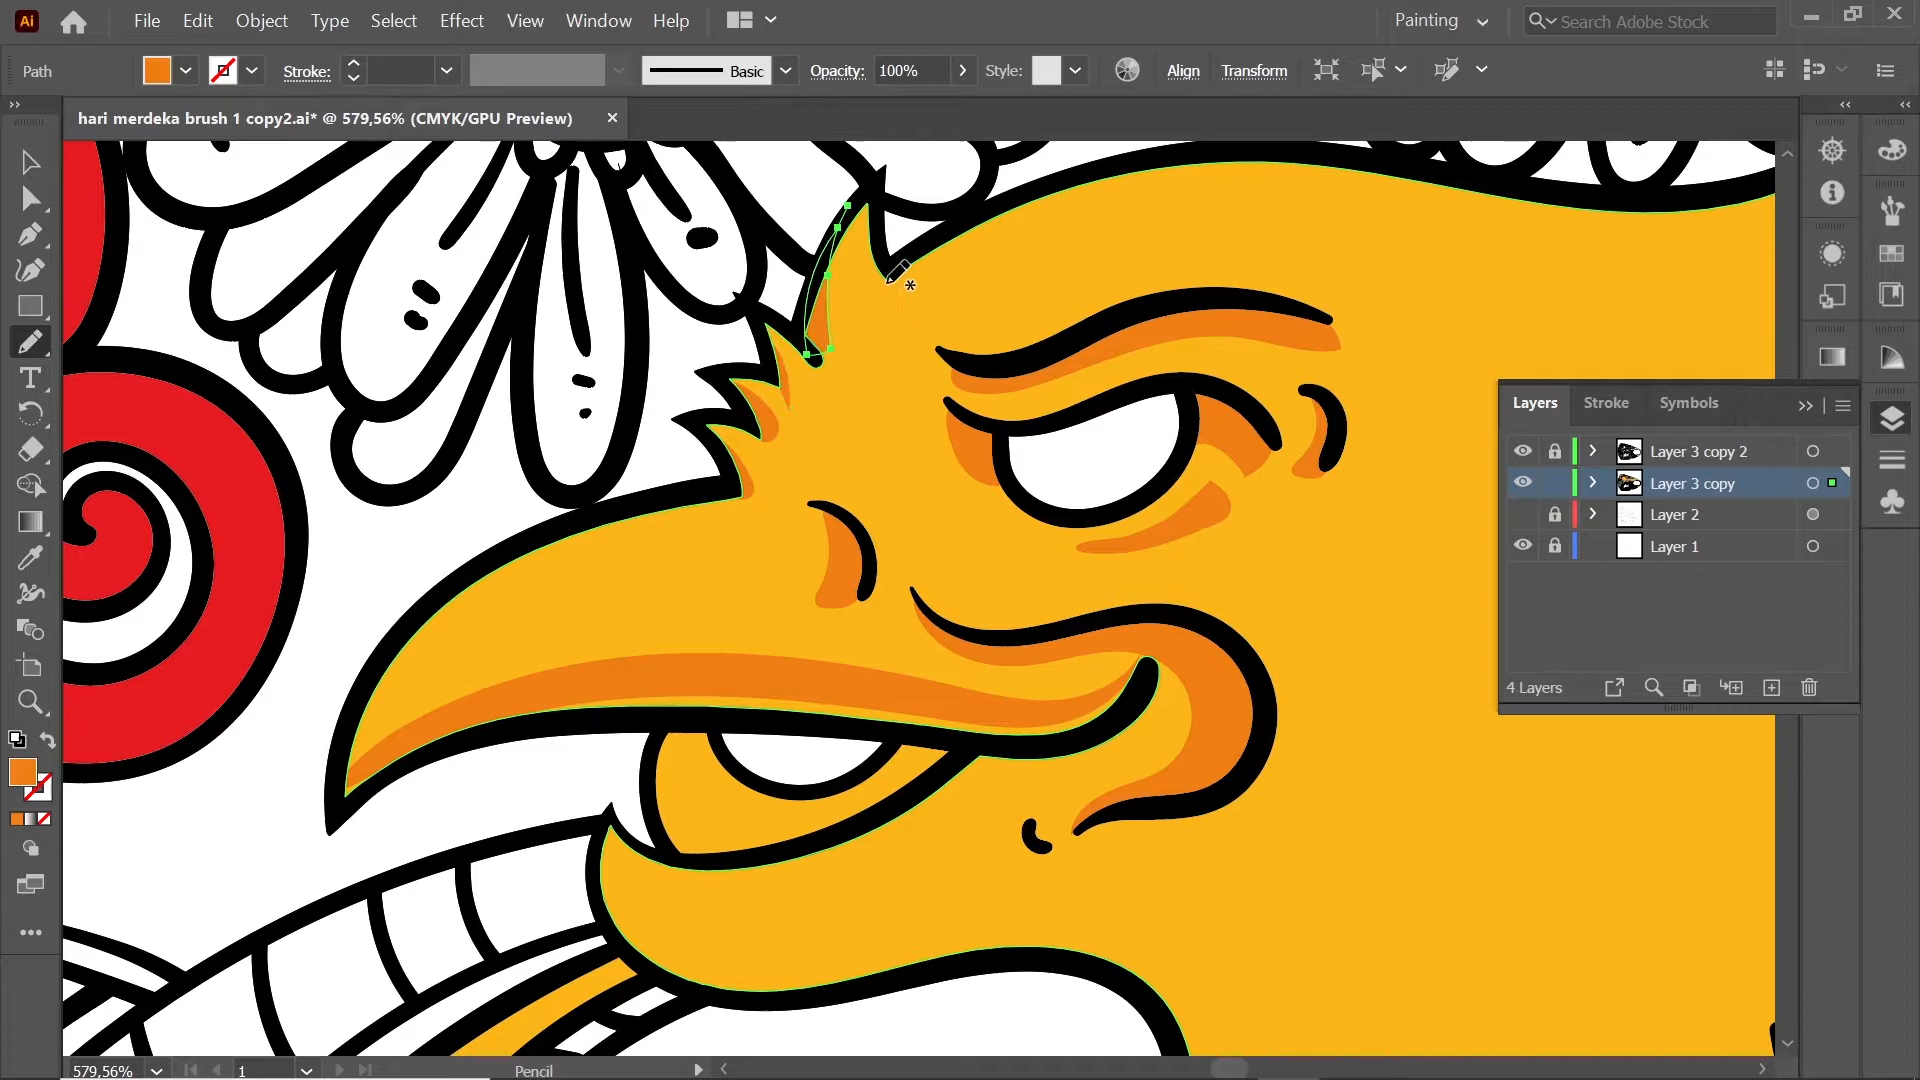 Ai File Edit Object Type Select Effect View Window Help Painting Search Adobe Stock
Path Stroke: Basic Opacity: 100% Style: Align Transform
hari merdeka brush 1 copy2.ai* @ 579,56% (CMYK/GPU Preview)
Layers Stroke Symbols
Layer 3 copy 2
Layer 3 copy
Layer 2
Layer 1
4 Layers
579,56% 1 Pencil